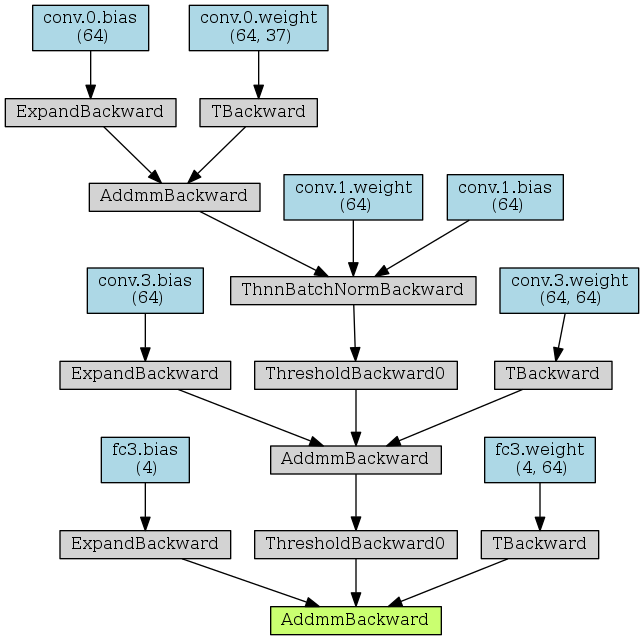 conv.0.bias
(64)
conv.0.weight
(64, 37)
ExpandBackward
TBackward
AddmmBackward
conv.1.weight
(64)
conv.1.bias
(64)
conv.3.bias
(64)
ThnnBatchNormBackward
conv.3.weight
(64, 64)
ExpandBackward
ThresholdBackward0
TBackward
fc3.bias
(4)
AddmmBackward
fc3.weight
(4, 64)
ExpandBackward
ThresholdBackward0
TBackward
AddmmBackward